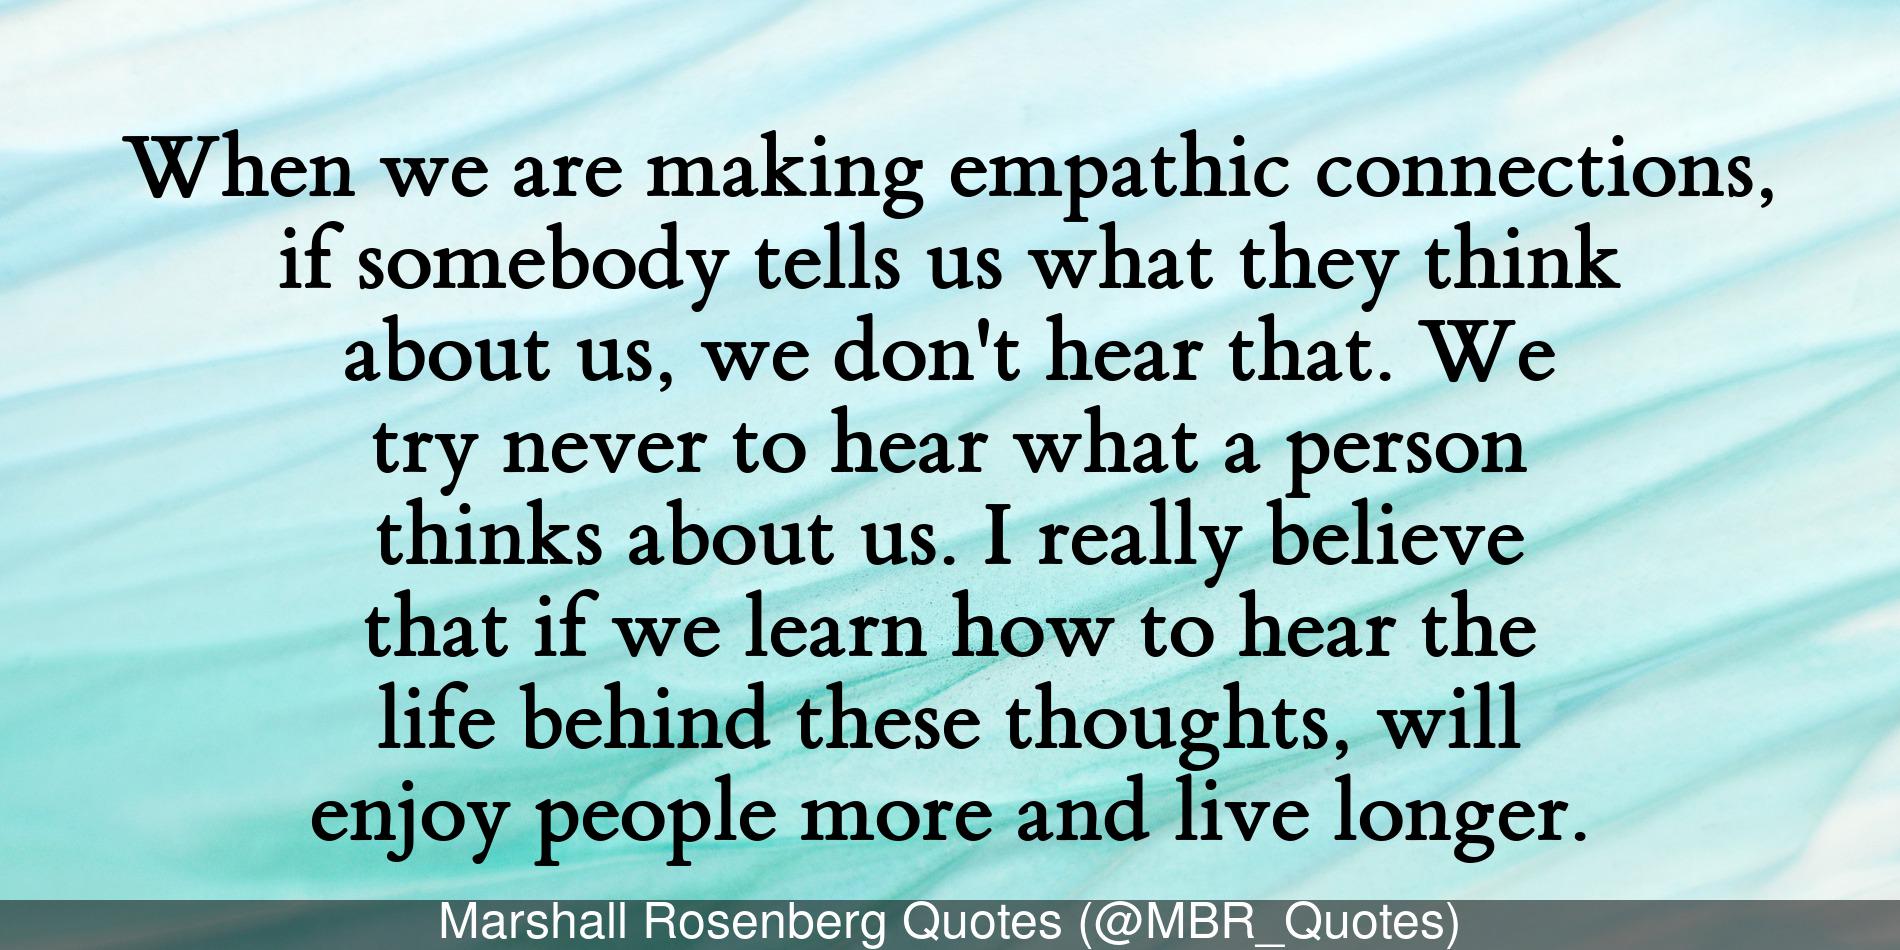 When we are making empathic connections,
if somebody tells us what they think
about us, we don't hear that. We
try never to hear what a person
thinks about us. I really believe
that if we learn how to hear the
life behind these thoughts, will
enjoy people more and live longer.
Marshall Rosenberg Quotes (@MBR_Quotes)